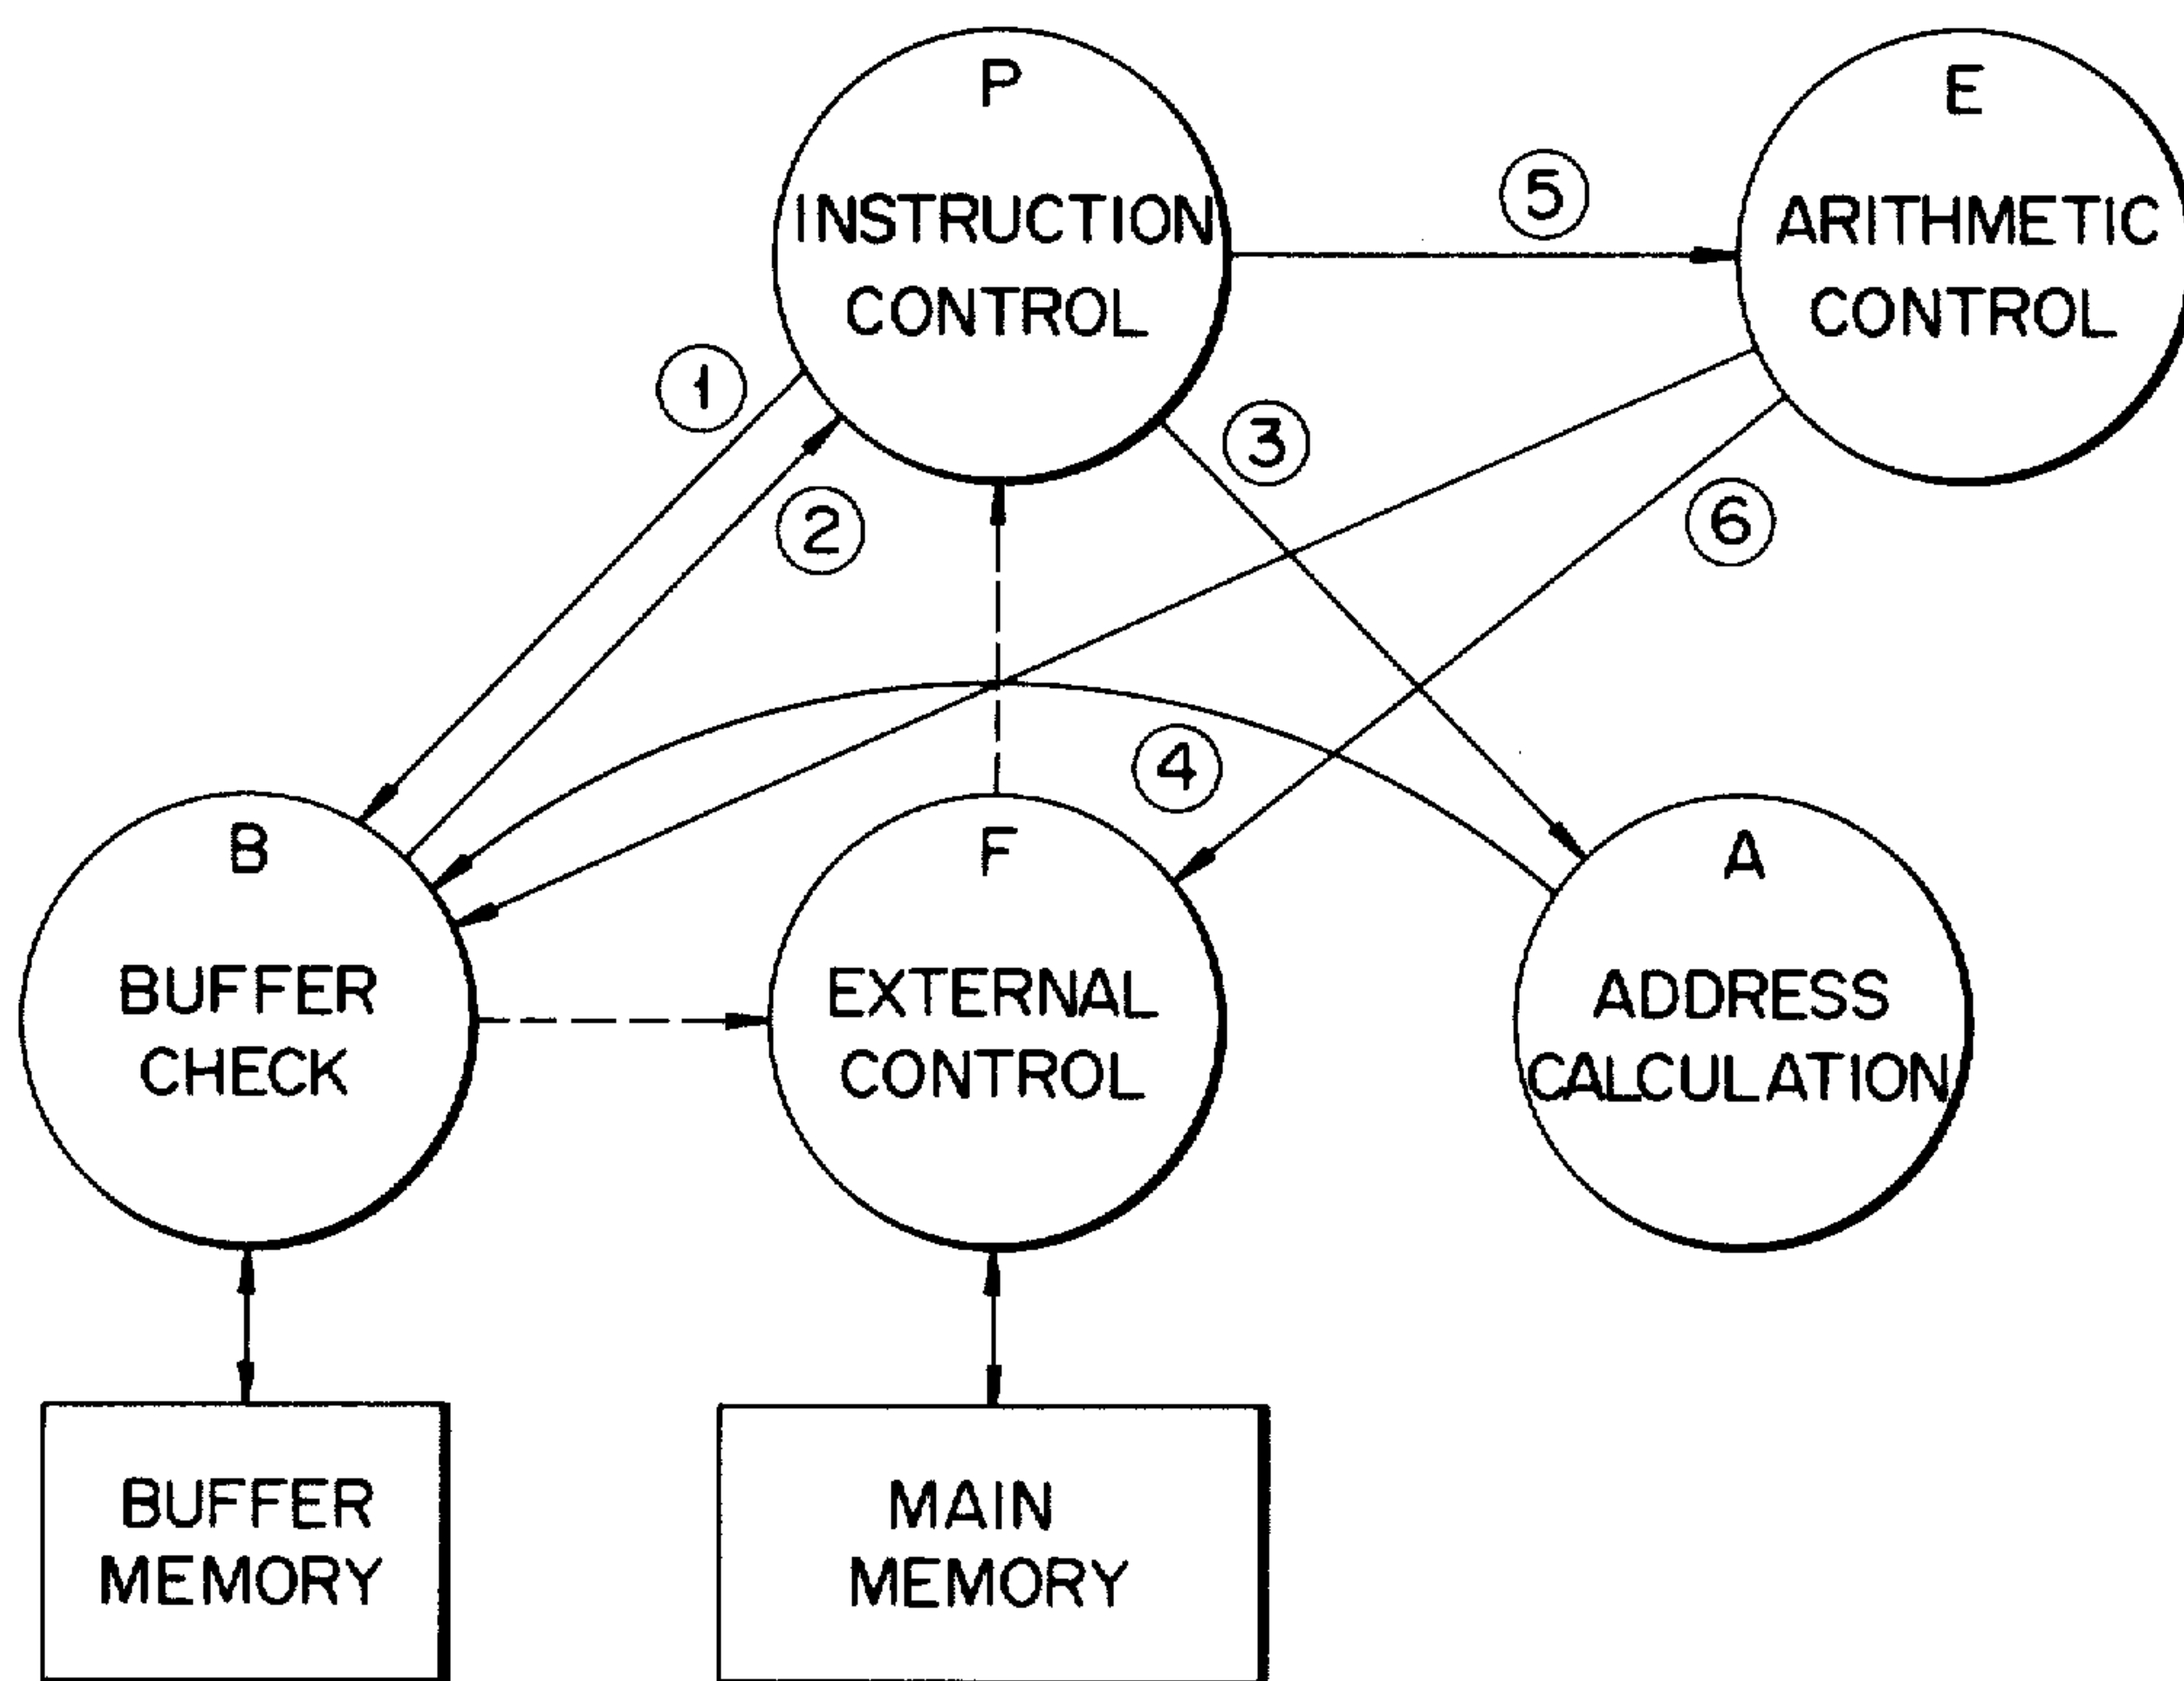 P
INSTRUCTION
CONTROL
E
ARITHMETIC
CONTROL
5
1
3
2
6
4
B
BUFFER
CHECK
F
EXTERNAL
CONTROL
A
ADDRESS
CALCULATION
BUFFER
MEMORY
MAIN
MEMORY